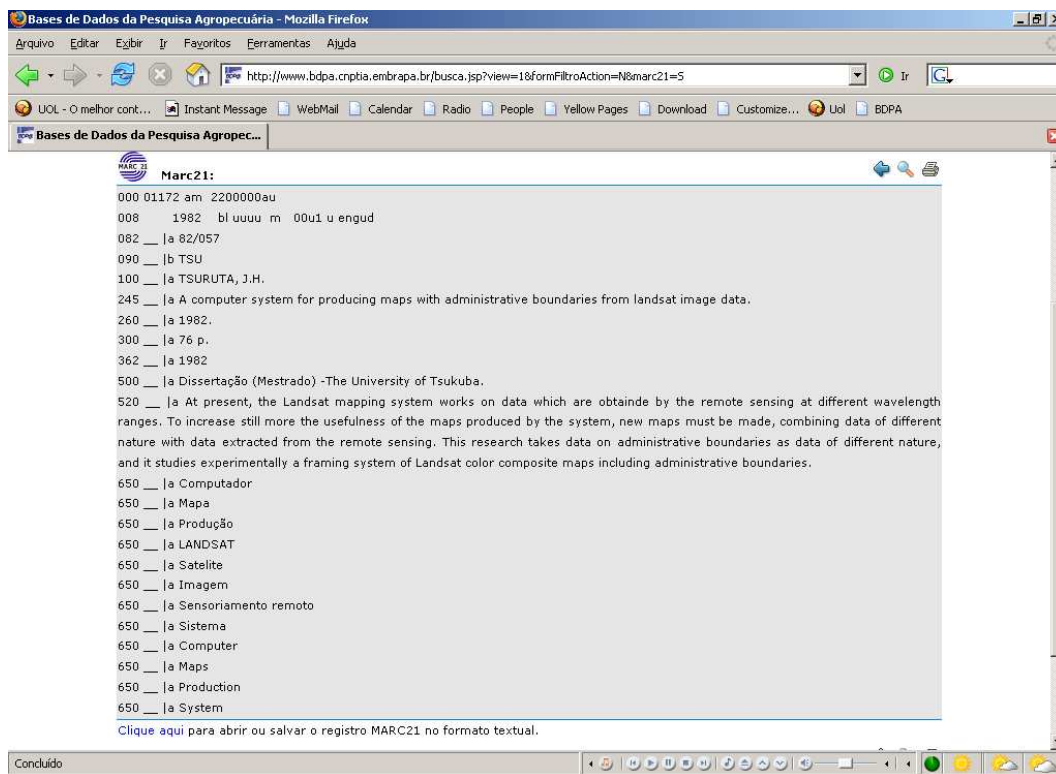 Bases de Dados da Pesquisa Agropecuária - Mozilla Firefox
Arquivo Editar Exibir Ir Favoritos Ferramentas Ajuda
http://www.bdpa.cnptia.embrapa.br/busca.jsp?view=1&formFiltroAction=N&marc21=5 Ir G
UOL - O melhor cont... Instant Message WebMail Calendar Radio People Yellow Pages Download Customize... Uol BDPA
Bases de Dados da Pesquisa Agropec...
MARC 21 Marc21:
000 01172 am 2200000au
008 1982 bl uuuu m 00u1 u engud
082 __ |a 82/057
090 __ |b TSU
100 __ |a TSURUTA, J.H.
245 __ |a A computer system for producing maps with administrative boundaries from landsat image data.
260 __ |a 1982.
300 __ |a 76 p.
362 __ |a 1982
500 __ |a Dissertação (Mestrado) -The University of Tsukuba.
520 __ |a At present, the Landsat mapping system works on data which are obtainde by the remote sensing at different wavelength
ranges. To increase still more the usefulness of the maps produced by the system, new maps must be made, combining data of different
nature with data extracted from the remote sensing. This research takes data on administrative boundaries as data of different nature,
and it studies experimentally a framing system of Landsat color composite maps including administrative boundaries.
650 __ |a Computador
650 __ |a Mapa
650 __ |a Produção
650 __ |a LANDSAT
650 __ |a Satelite
650 __ |a Imagem
650 __ |a Sensoriamento remoto
650 __ |a Sistema
650 __ |a Computer
650 __ |a Maps
650 __ |a Production
650 __ |a System
Clique aqui para abrir ou salvar o registro MARC21 no formato textual.
Concluído